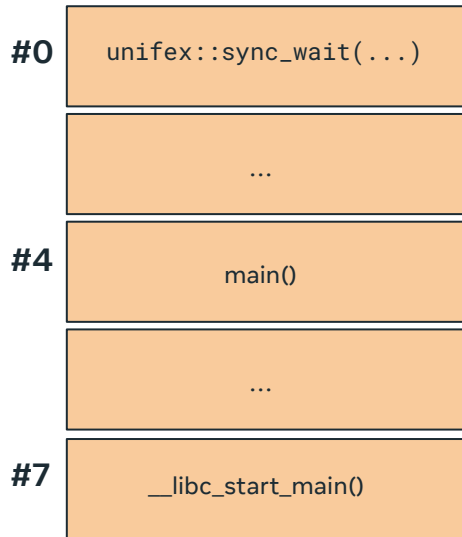 #0 unifex::sync_wait(...)
...
#4 main()
...
#7 __libc_start_main()